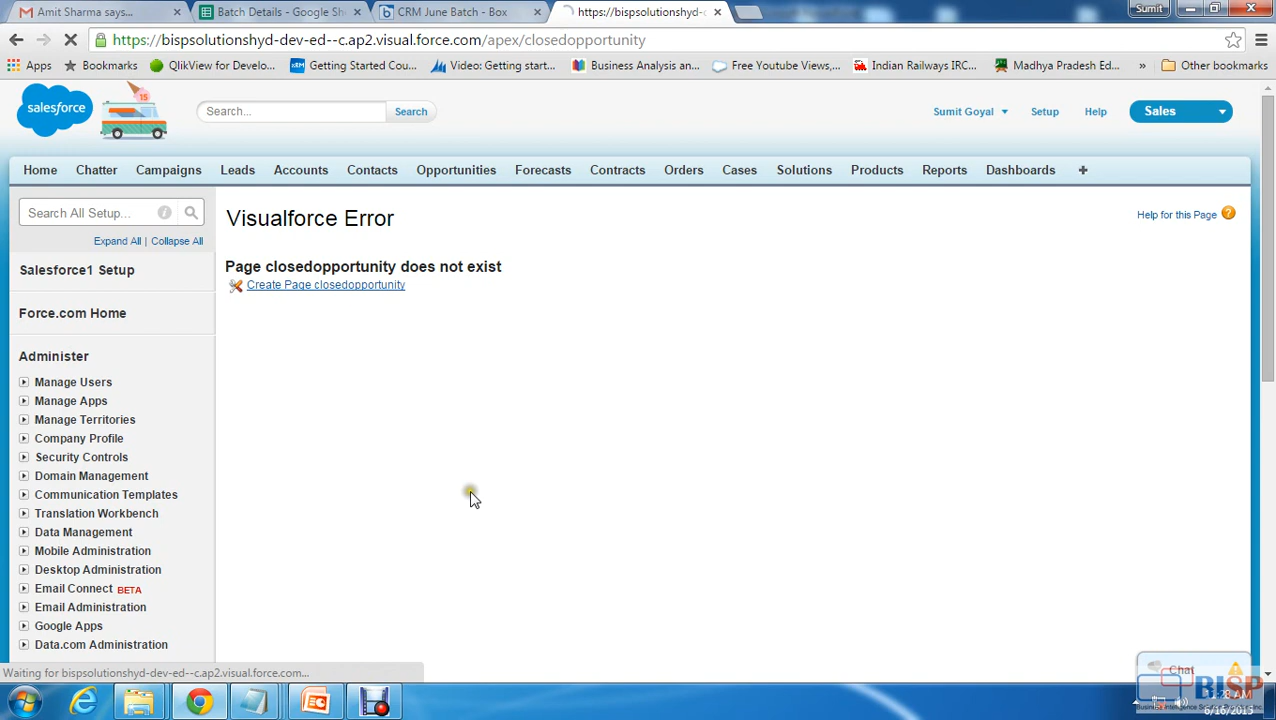 Amit Sharma says...
Batch Details - Google She
CRM June Batch - Box
https://bispsolutionshyd-c
Sumit
https://bispsolutionshyd-dev-ed--c.ap2.visual.force.com/apex/closedopportunity
Apps
Bookmarks
QlikView for Develo...
Getting Started Cou...
Video: Getting start...
Business Analysis an...
Free Youtube Views,...
Indian Railways IRC...
Madhya Pradesh Ed...
»
Other bookmarks
salesforce
15
Search...
Search
Sumit Goyal
Setup
Help
Sales
Home
Chatter
Campaigns
Leads
Accounts
Contacts
Opportunities
Forecasts
Contracts
Orders
Cases
Solutions
Products
Reports
Dashboards
+
Search All Setup...
Expand All | Collapse All
Salesforce1 Setup
Force.com Home
Administer
Manage Users
Manage Apps
Manage Territories
Company Profile
Security Controls
Domain Management
Communication Templates
Translation Workbench
Data Management
Mobile Administration
Desktop Administration
Email Connect BETA
Email Administration
Google Apps
Data.com Administration
Visualforce Error
Help for this Page
Page closedopportunity does not exist
Create Page closedopportunity
Waiting for bispsolutionshyd-dev-ed--c.ap2.visual.force.com...
Chat
BISP
6/16/2015